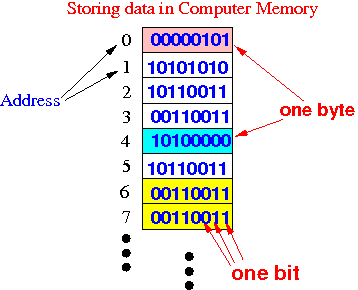 Storing data in Computer Memory
0 00000101
1 10101010
2 10110011
3 00110011
4 10100000
5 10110011
6 00110011
7 00110011
Address
one byte
one bit